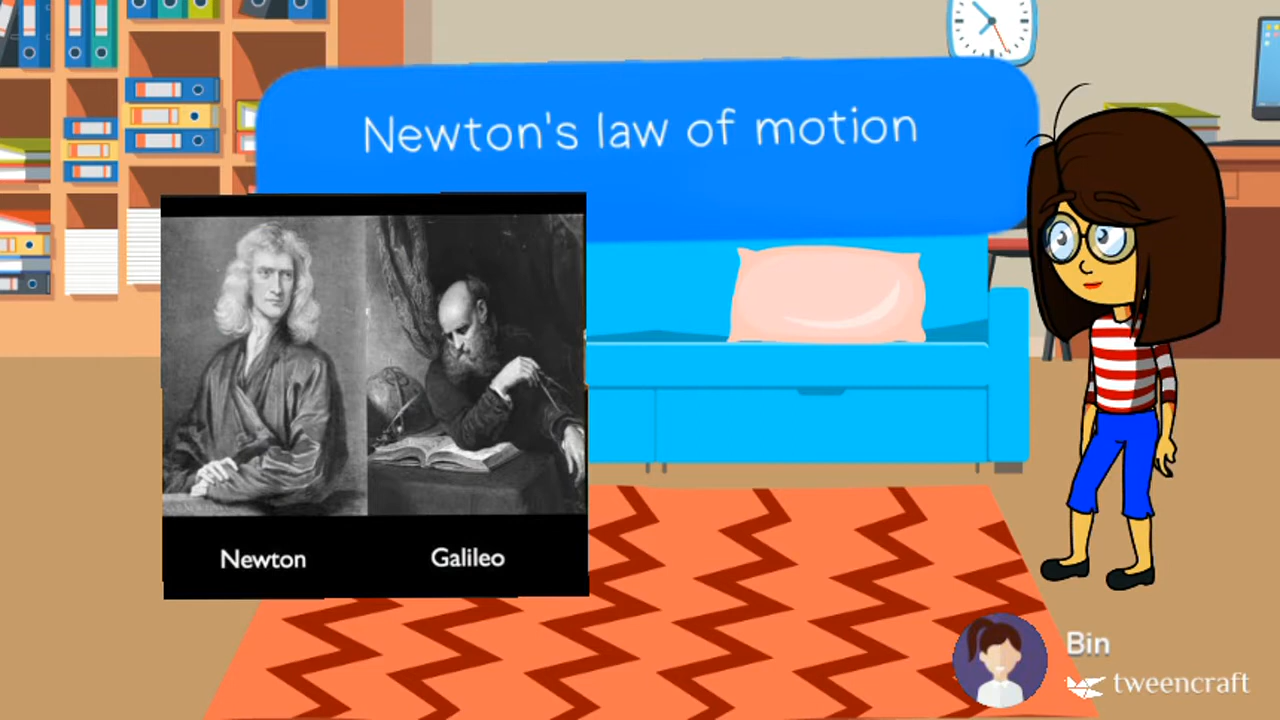 Newton's law of motion
Newton
Galileo
Bin
tweencraft